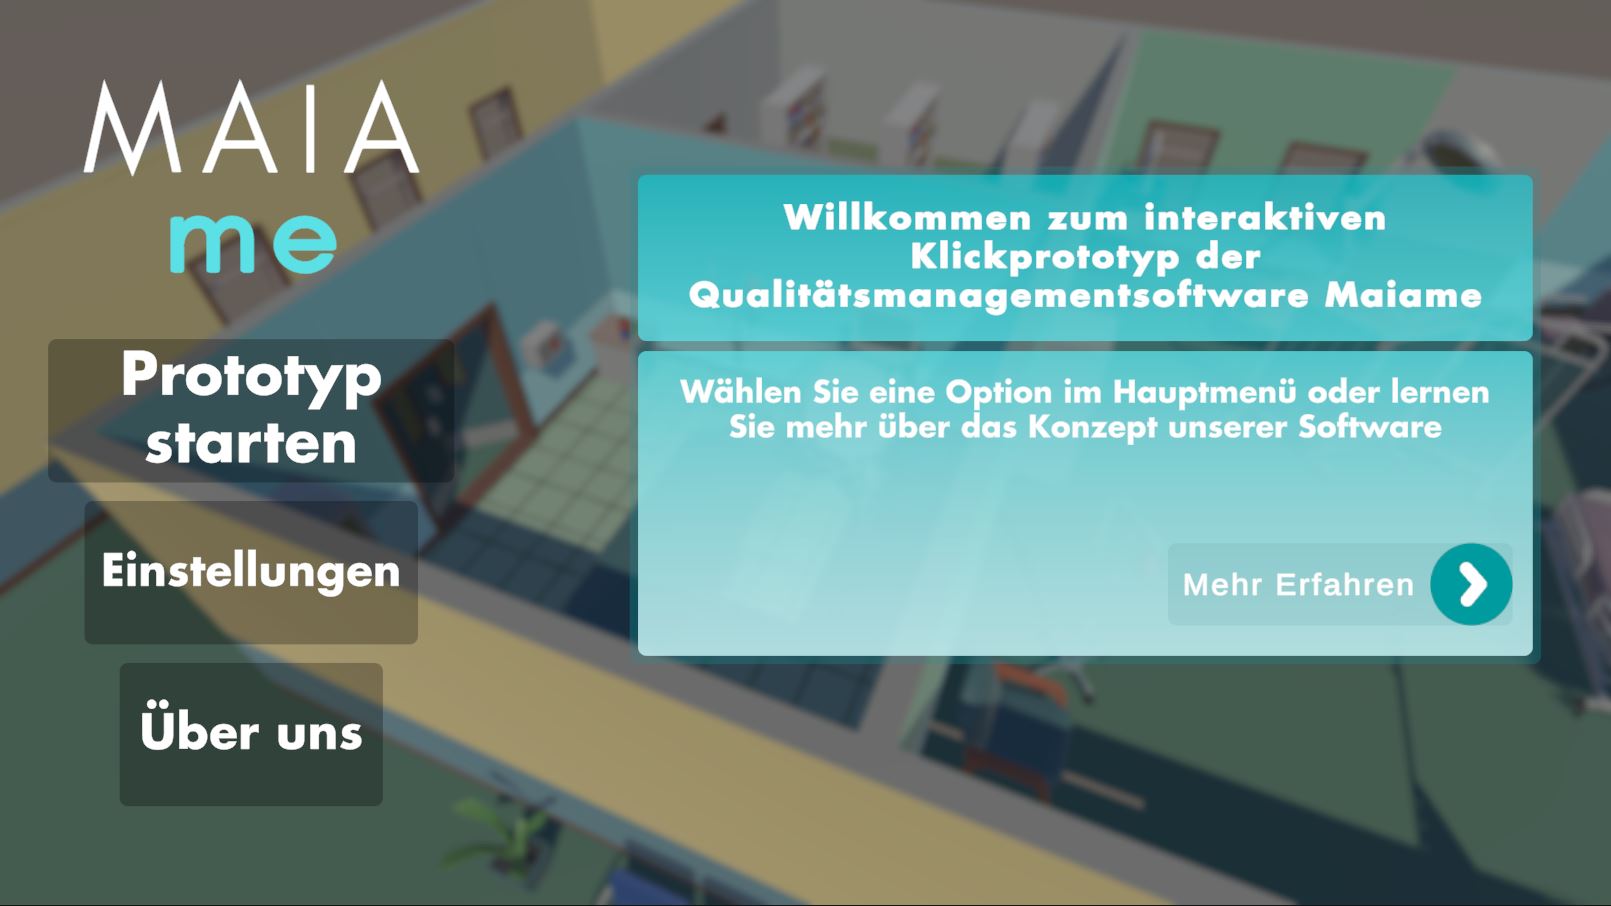 MAIA
me
Prototyp
starten
Einstellungen
Über uns
Willkommen zum interaktiven
Klickprototyp der
Qualitätsmanagementsoftware Maiame
Wählen Sie eine Option im Hauptmenü oder lernen
Sie mehr über das Konzept unserer Software
Mehr Erfahren